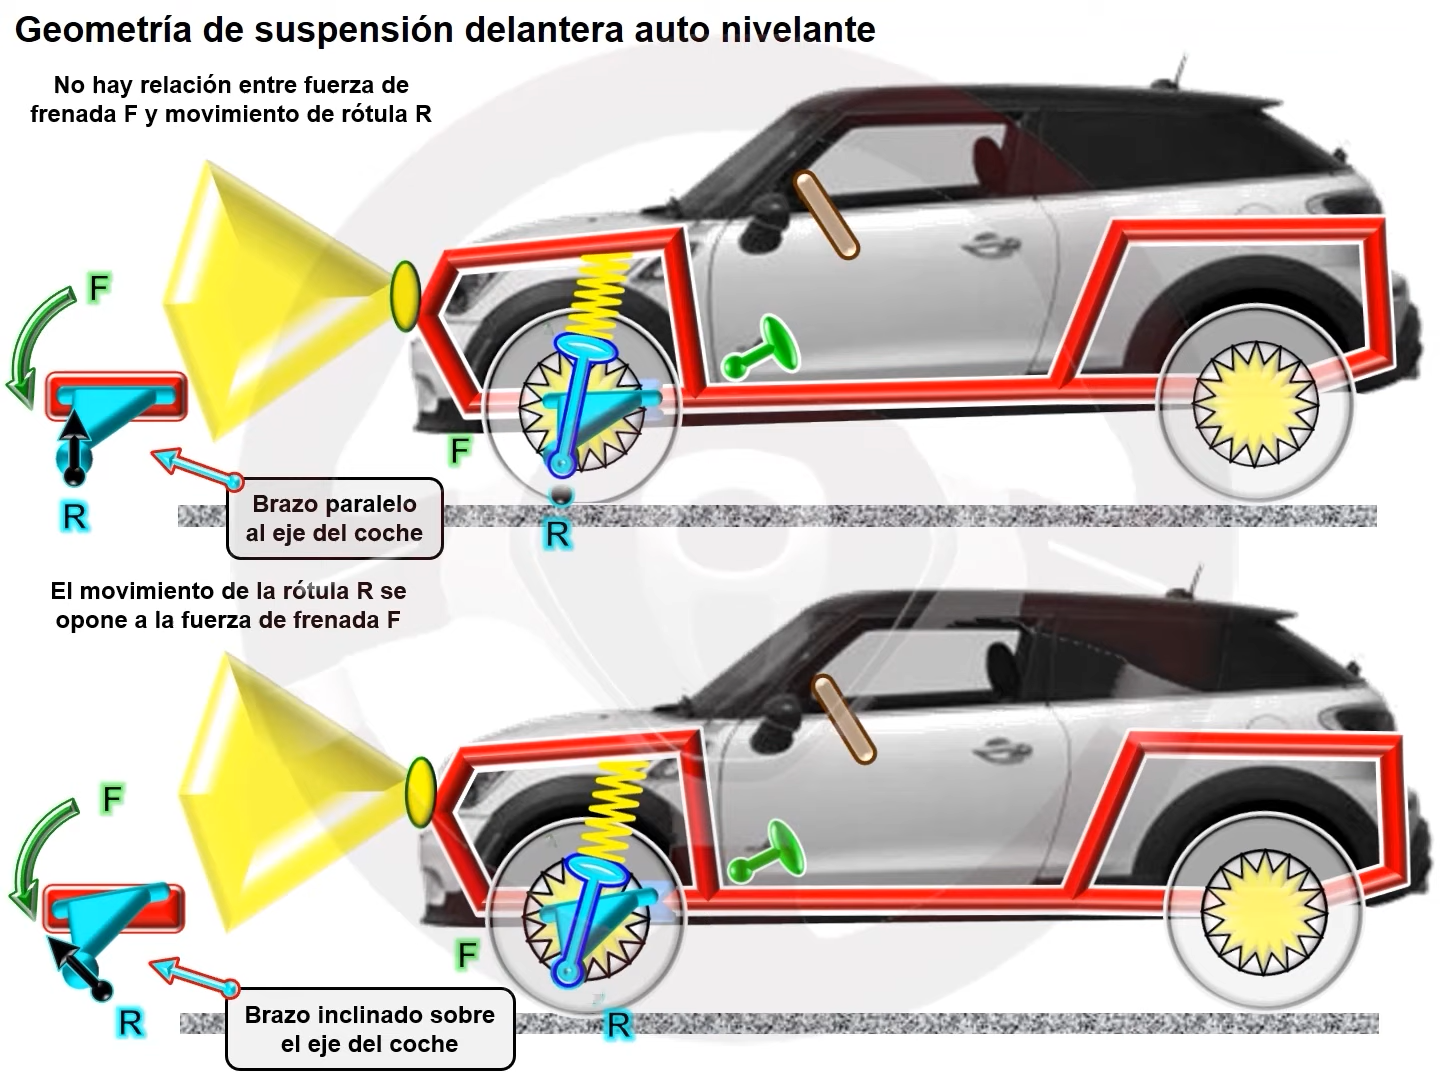 Geometría de suspensión delantera auto nivelante
No hay relación entre fuerza de
frenada F y movimiento de rótula R
F
R
Brazo paralelo
al eje del coche
F
R
El movimiento de la rótula R se
opone a la fuerza de frenada F
F
R
Brazo inclinado sobre
el eje del coche
F
R